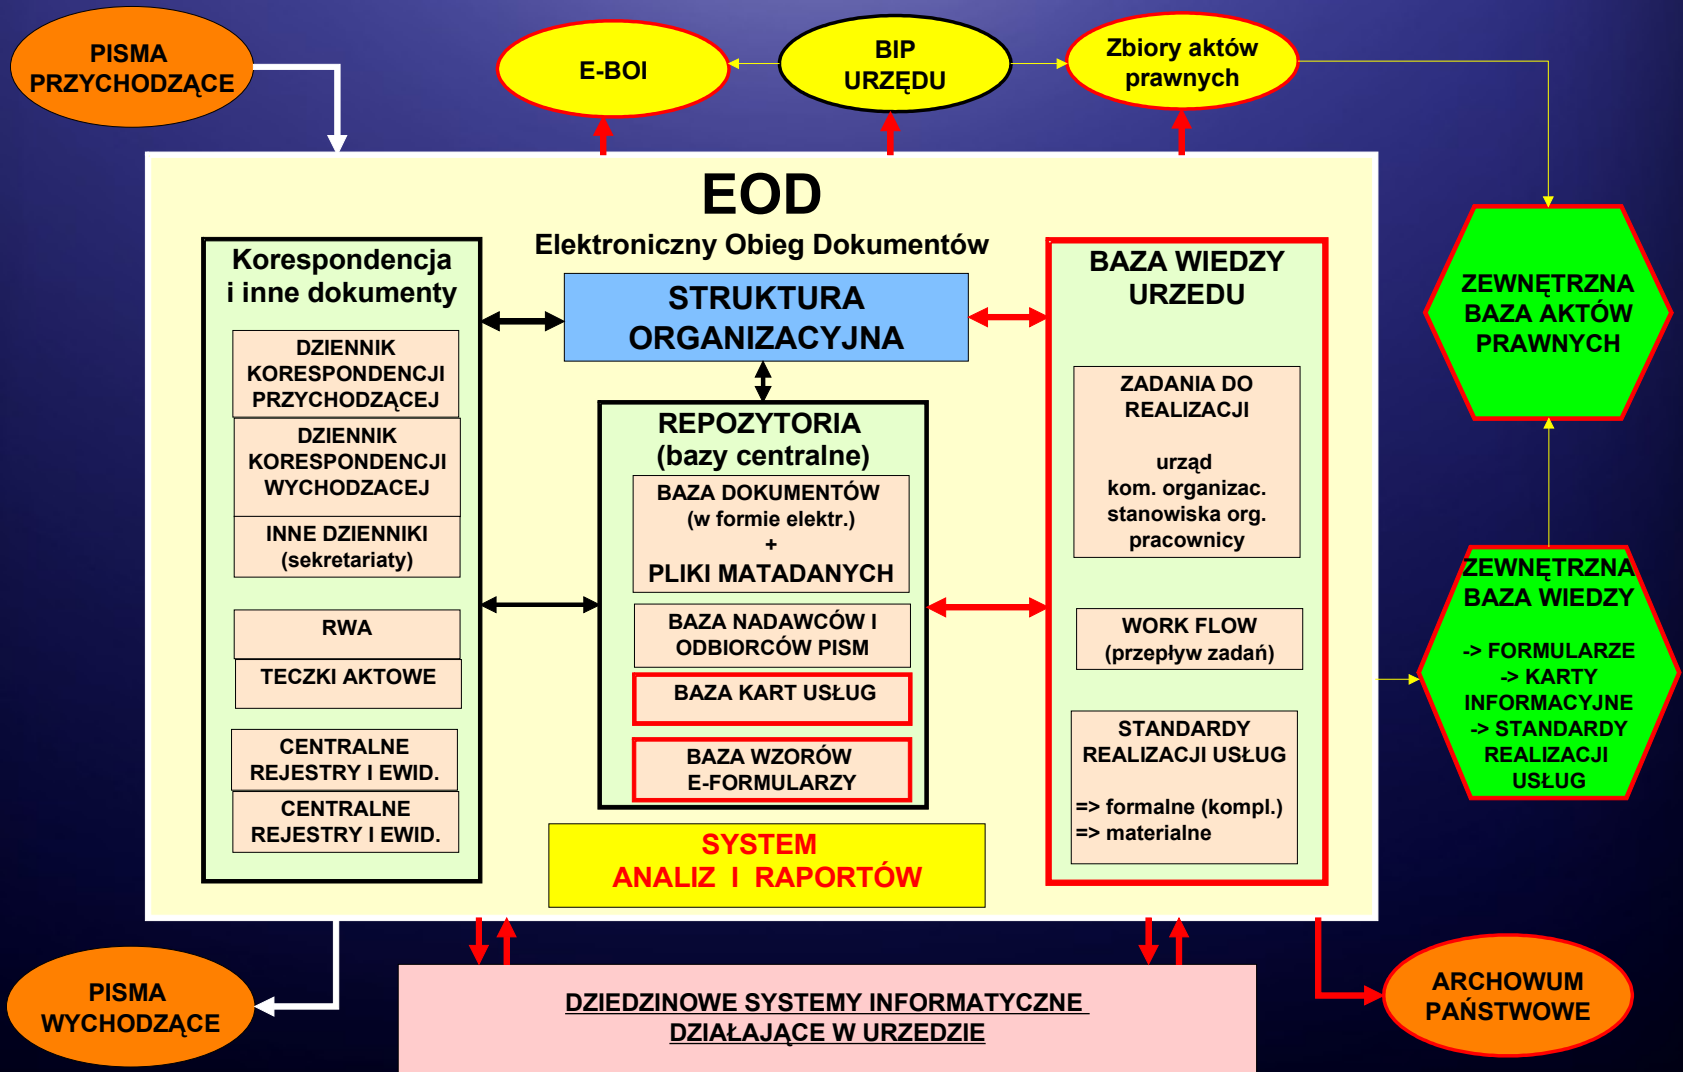 PISMA
PRZYCHODZĄCE
E-BOI
BIP
URZĘDU
Zbiory aktów
prawnych
EOD
Elektroniczny Obieg Dokumentów
Korespondencja
i inne dokumenty
DZIENNIK
KORESPONDENCJI
PRZYCHODZĄCEJ
DZIENNIK
KORESPONDENCJI
WYCHODZACEJ
INNE DZIENNIKI
(sekretariaty)
RWA
TECZKI AKTOWE
CENTRALNE
REJESTRY I EWID.
CENTRALNE
REJESTRY I EWID.
STRUKTURA
ORGANIZACYJNA
REPOZYTORIA
(bazy centralne)
BAZA DOKUMENTÓW
(w formie elektr.)
+
PLIKI MATADANYCH
BAZA NADAWCÓW I
ODBIORCÓW PISM
BAZA KART USŁUG
BAZA WZORÓW
E-FORMULARZY
SYSTEM
ANALIZ I RAPORTÓW
BAZA WIEDZY
URZEDU
ZADANIA DO
REALIZACJI
urząd
kom. organizac.
stanowiska org.
pracownicy
WORK FLOW
(przepływ zadań)
STANDARDY
REALIZACJI USŁUG
=> formalne (kompl.)
=> materialne
ZEWNĘTRZNA
BAZA AKTÓW
PRAWNYCH
ZEWNĘTRZNA
BAZA WIEDZY
-> FORMULARZE
-> KARTY
INFORMACYJNE
-> STANDARDY
REALIZACJI
USŁUG
PISMA
WYCHODZĄCE
DZIEDZINOWE SYSTEMY INFORMATYCZNE
DZIAŁAJĄCE W URZEDZIE
ARCHOWUM
PAŃSTWOWE